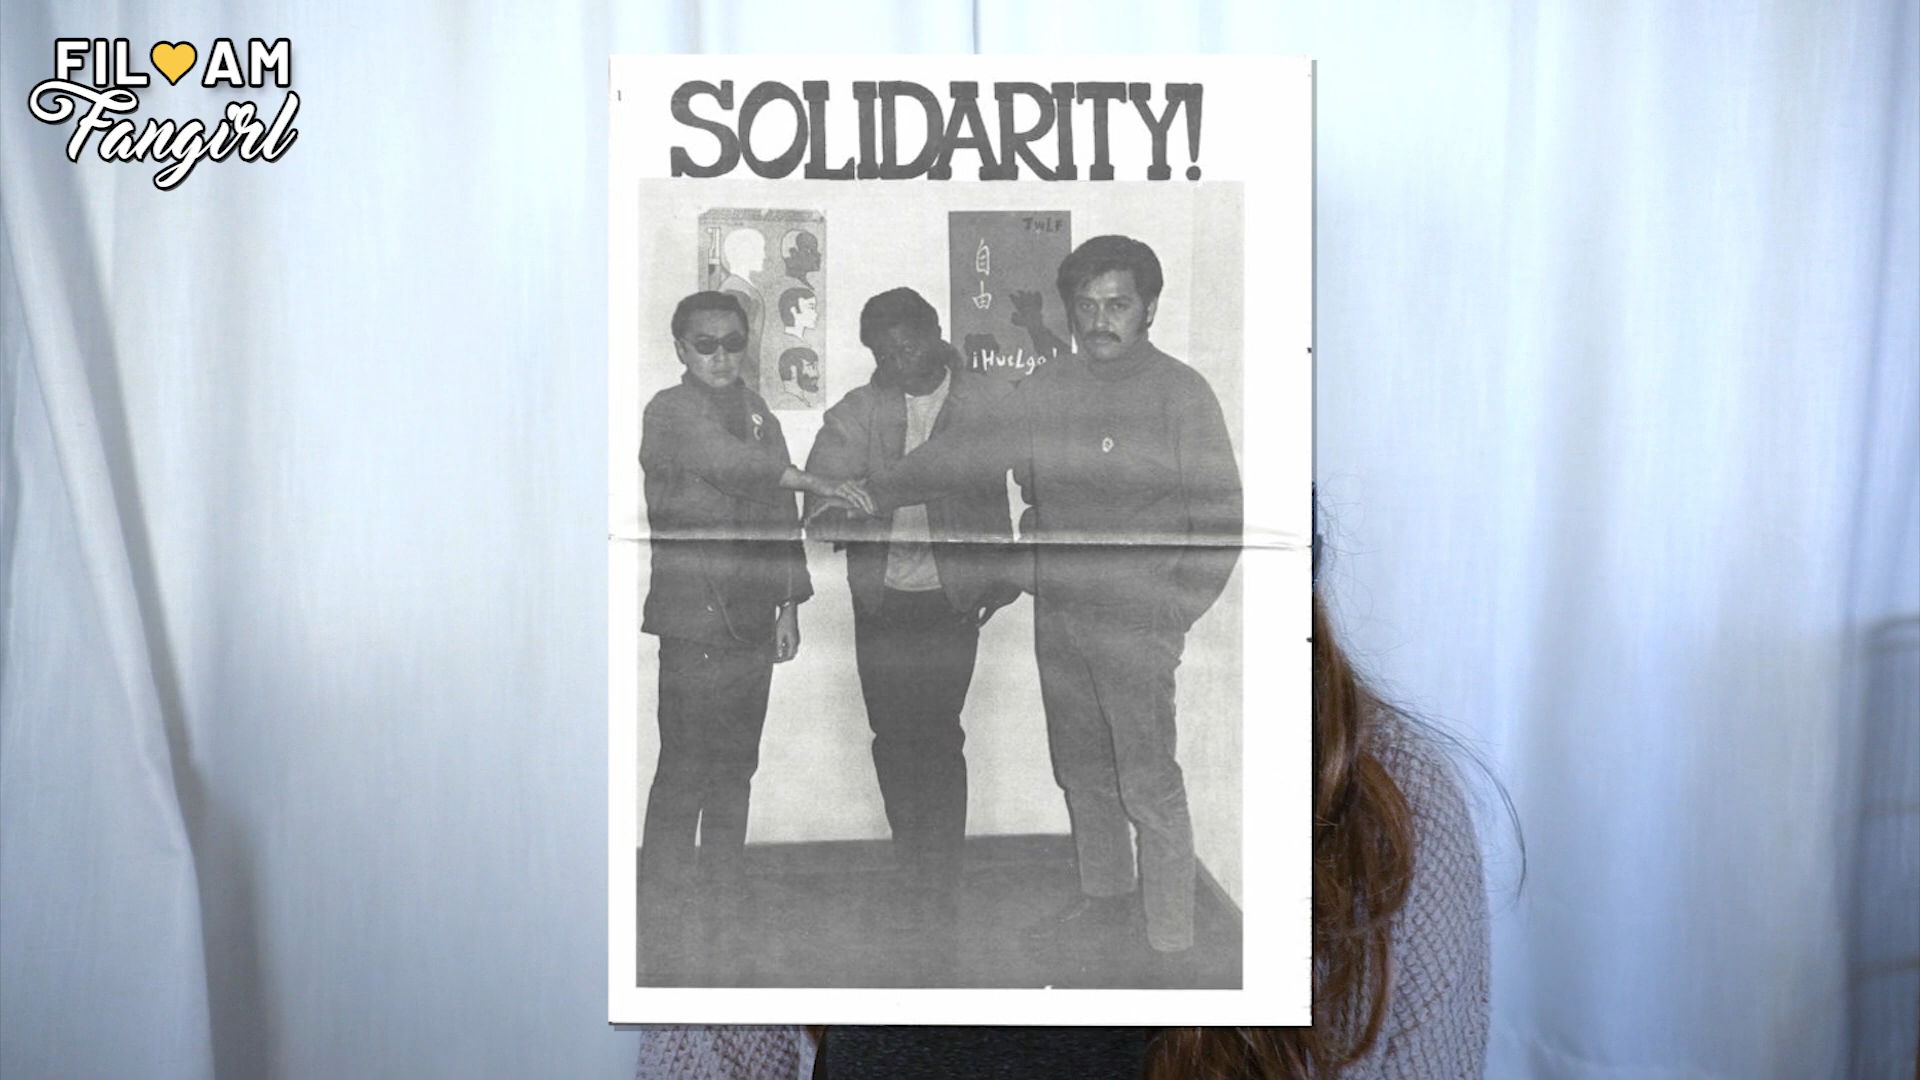 FIL AM
Fangirl
SOLIDARITY!
TWLF
自
由
¡HueLga!